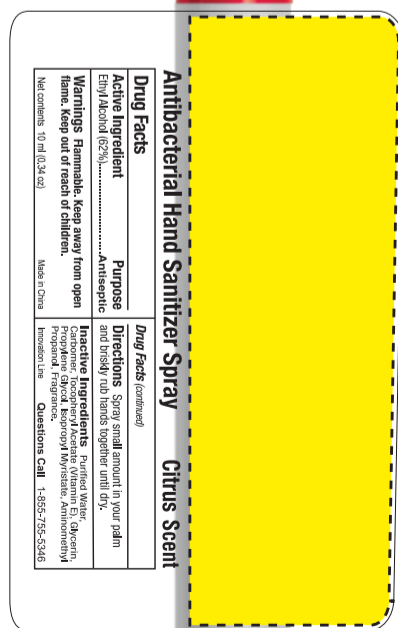 Antibacterial Hand Sanitizer Spray Citrus Scent
Drug Facts
Active Ingredient Purpose
Ethyl Alcohol (62%)..............................Antiseptic
Warnings Flammable. Keep away from open
flame. Keep out of reach of children.
Net contents 10 ml (0.34 oz) Made in China
Drug Facts (continued)
Directions Spray small amount in your palm
and briskly rub hands together until dry.
Inactive Ingredients Purified Water,
Carbomer, Tocopheryl Acetate (Vitamin E), Glycerin,
Propylene Glycol, Isopropyl Myristate, Aminomethyl
Propanol, Fragrance.
Innovation Line Questions Call 1-855-755-5346